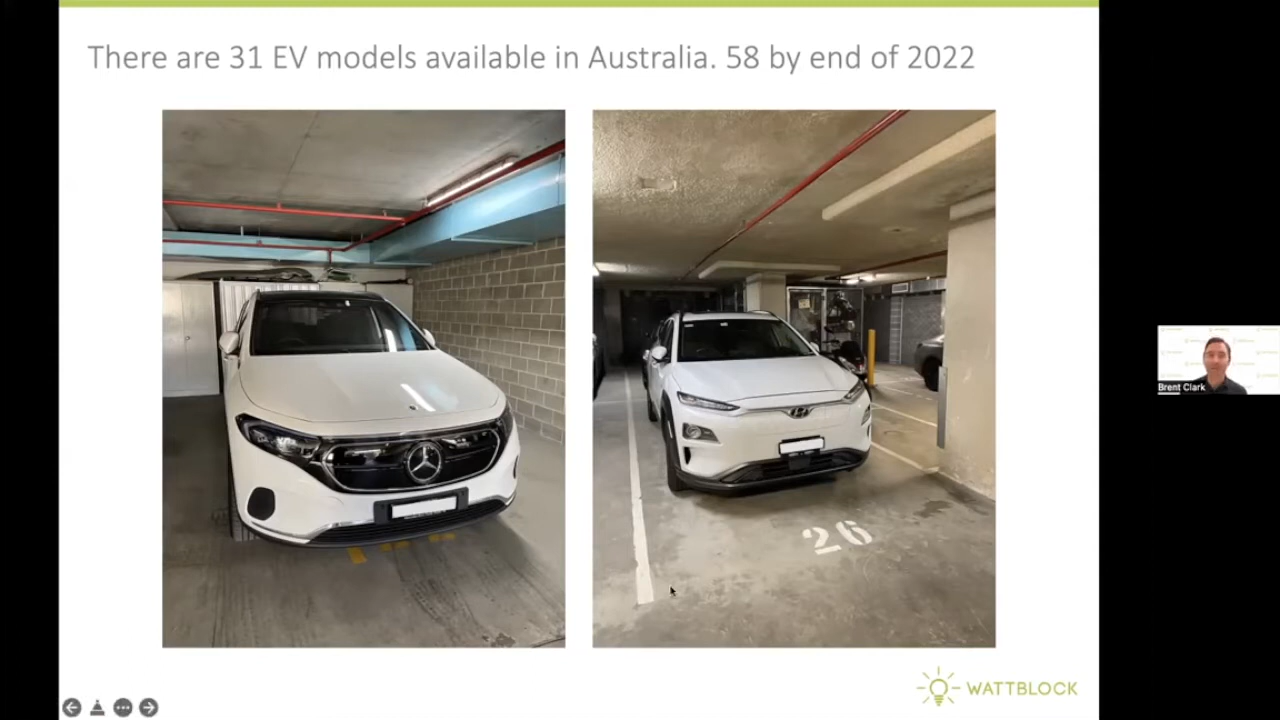 There are 31 EV models available in Australia. 58 by end of 2022
26
Brent Clark
WATTBLOCK